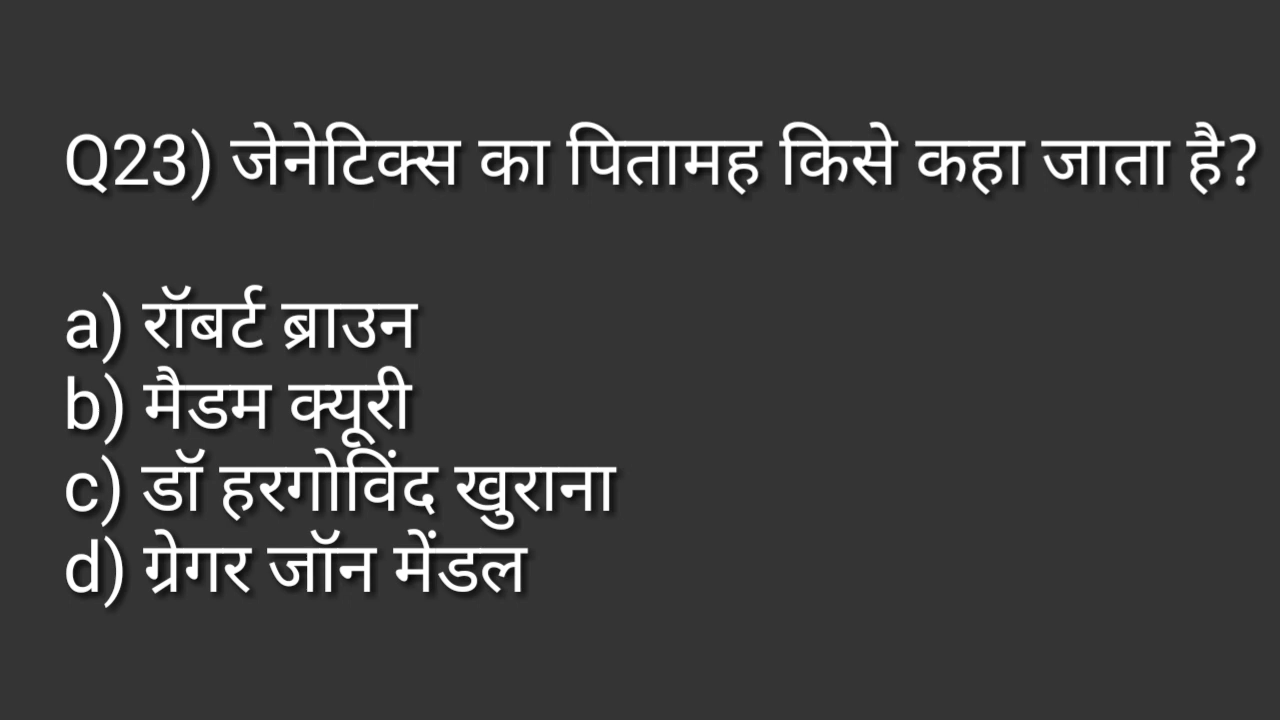 Q23) जेनेटिक्स का पितामह किसे कहा जाता है?
a) रॉबर्ट ब्राउन
b) मैडम क्यूरी
c) डॉ हरगोविंद खुराना
d) ग्रेगर जॉन मेंडल